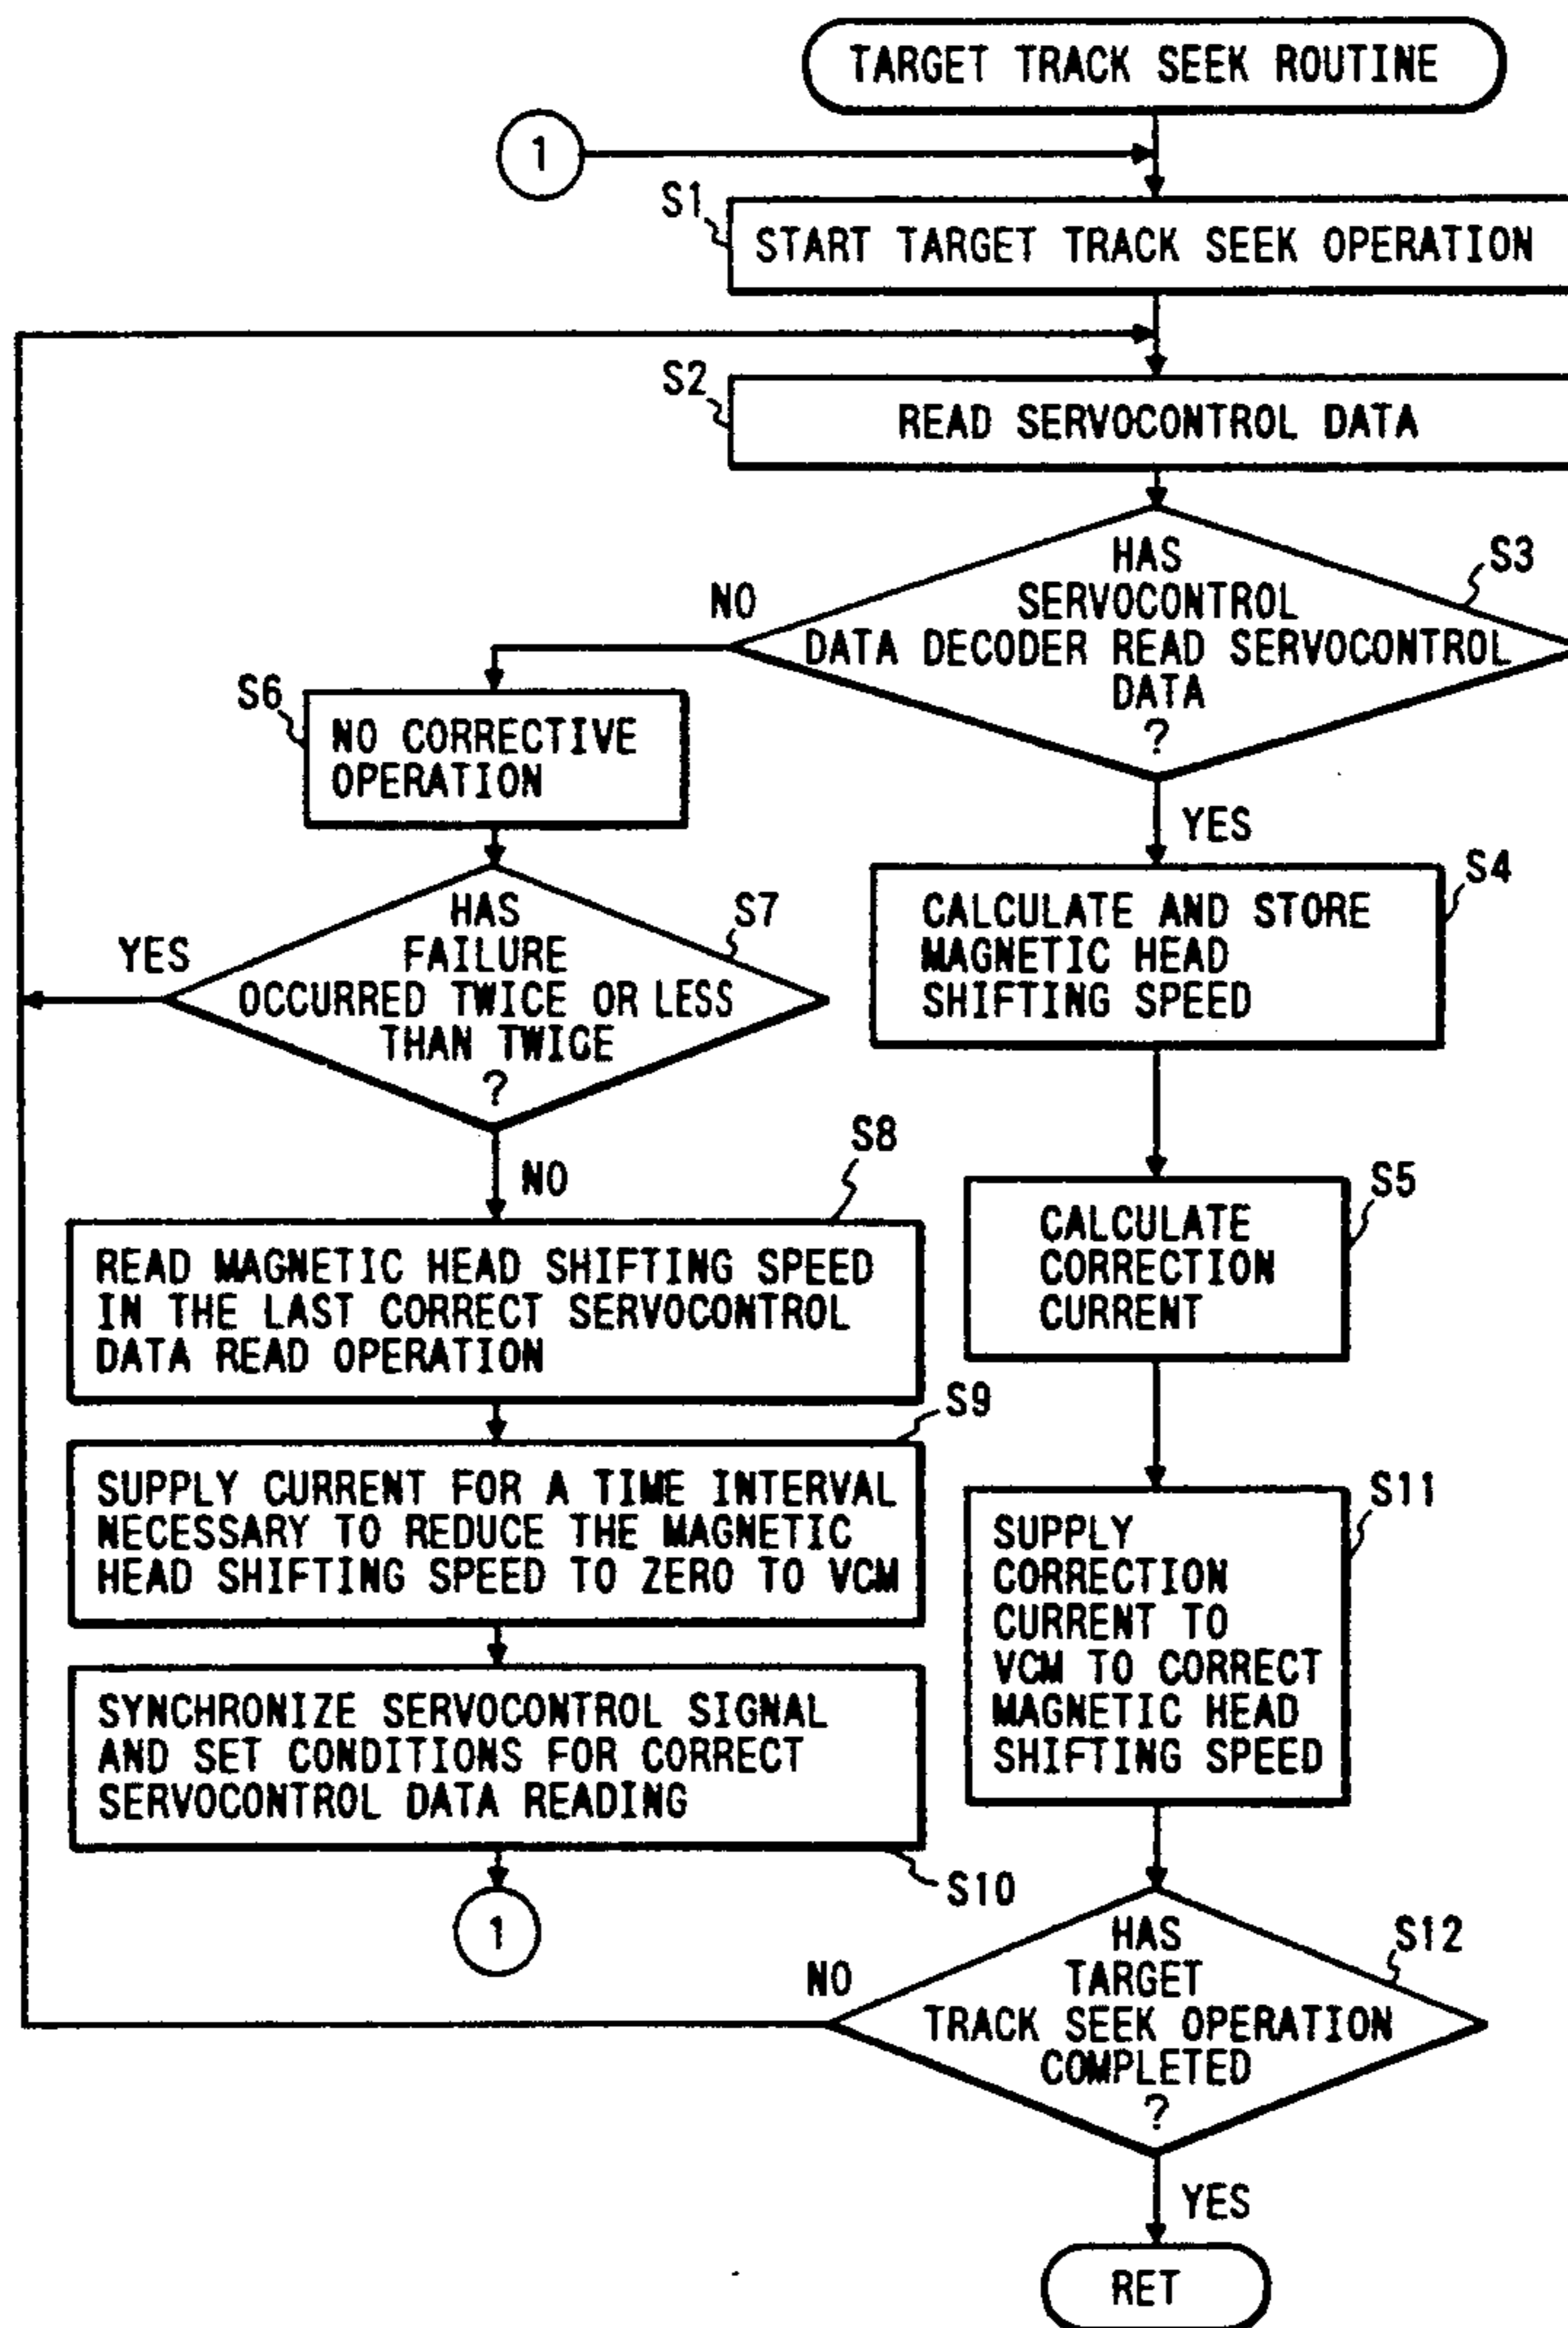 TARGET TRACK SEEK ROUTINE
1
S1
START TARGET TRACK SEEK OPERATION
S2
READ SERVOCONTROL DATA
S3
HAS
SERVOCONTROL
DATA DECODER READ SERVOCONTROL
DATA
?
NO
YES
S6
NO CORRECTIVE
OPERATION
S4
CALCULATE AND STORE
MAGNETIC HEAD
SHIFTING SPEED
S7
HAS
FAILURE
OCCURRED TWICE OR LESS
THAN TWICE
?
YES
NO
S5
CALCULATE
CORRECTION
CURRENT
S8
READ MAGNETIC HEAD SHIFTING SPEED
IN THE LAST CORRECT SERVOCONTROL
DATA READ OPERATION
S9
SUPPLY CURRENT FOR A TIME INTERVAL
NECESSARY TO REDUCE THE MAGNETIC
HEAD SHIFTING SPEED TO ZERO TO VCM
S11
SUPPLY
CORRECTION
CURRENT TO
VCM TO CORRECT
MAGNETIC HEAD
SHIFTING SPEED
SYNCHRONIZE SERVOCONTROL SIGNAL
AND SET CONDITIONS FOR CORRECT
SERVOCONTROL DATA READING
S10
1
S12
HAS
TARGET
TRACK SEEK OPERATION
COMPLETED
?
NO
YES
RET